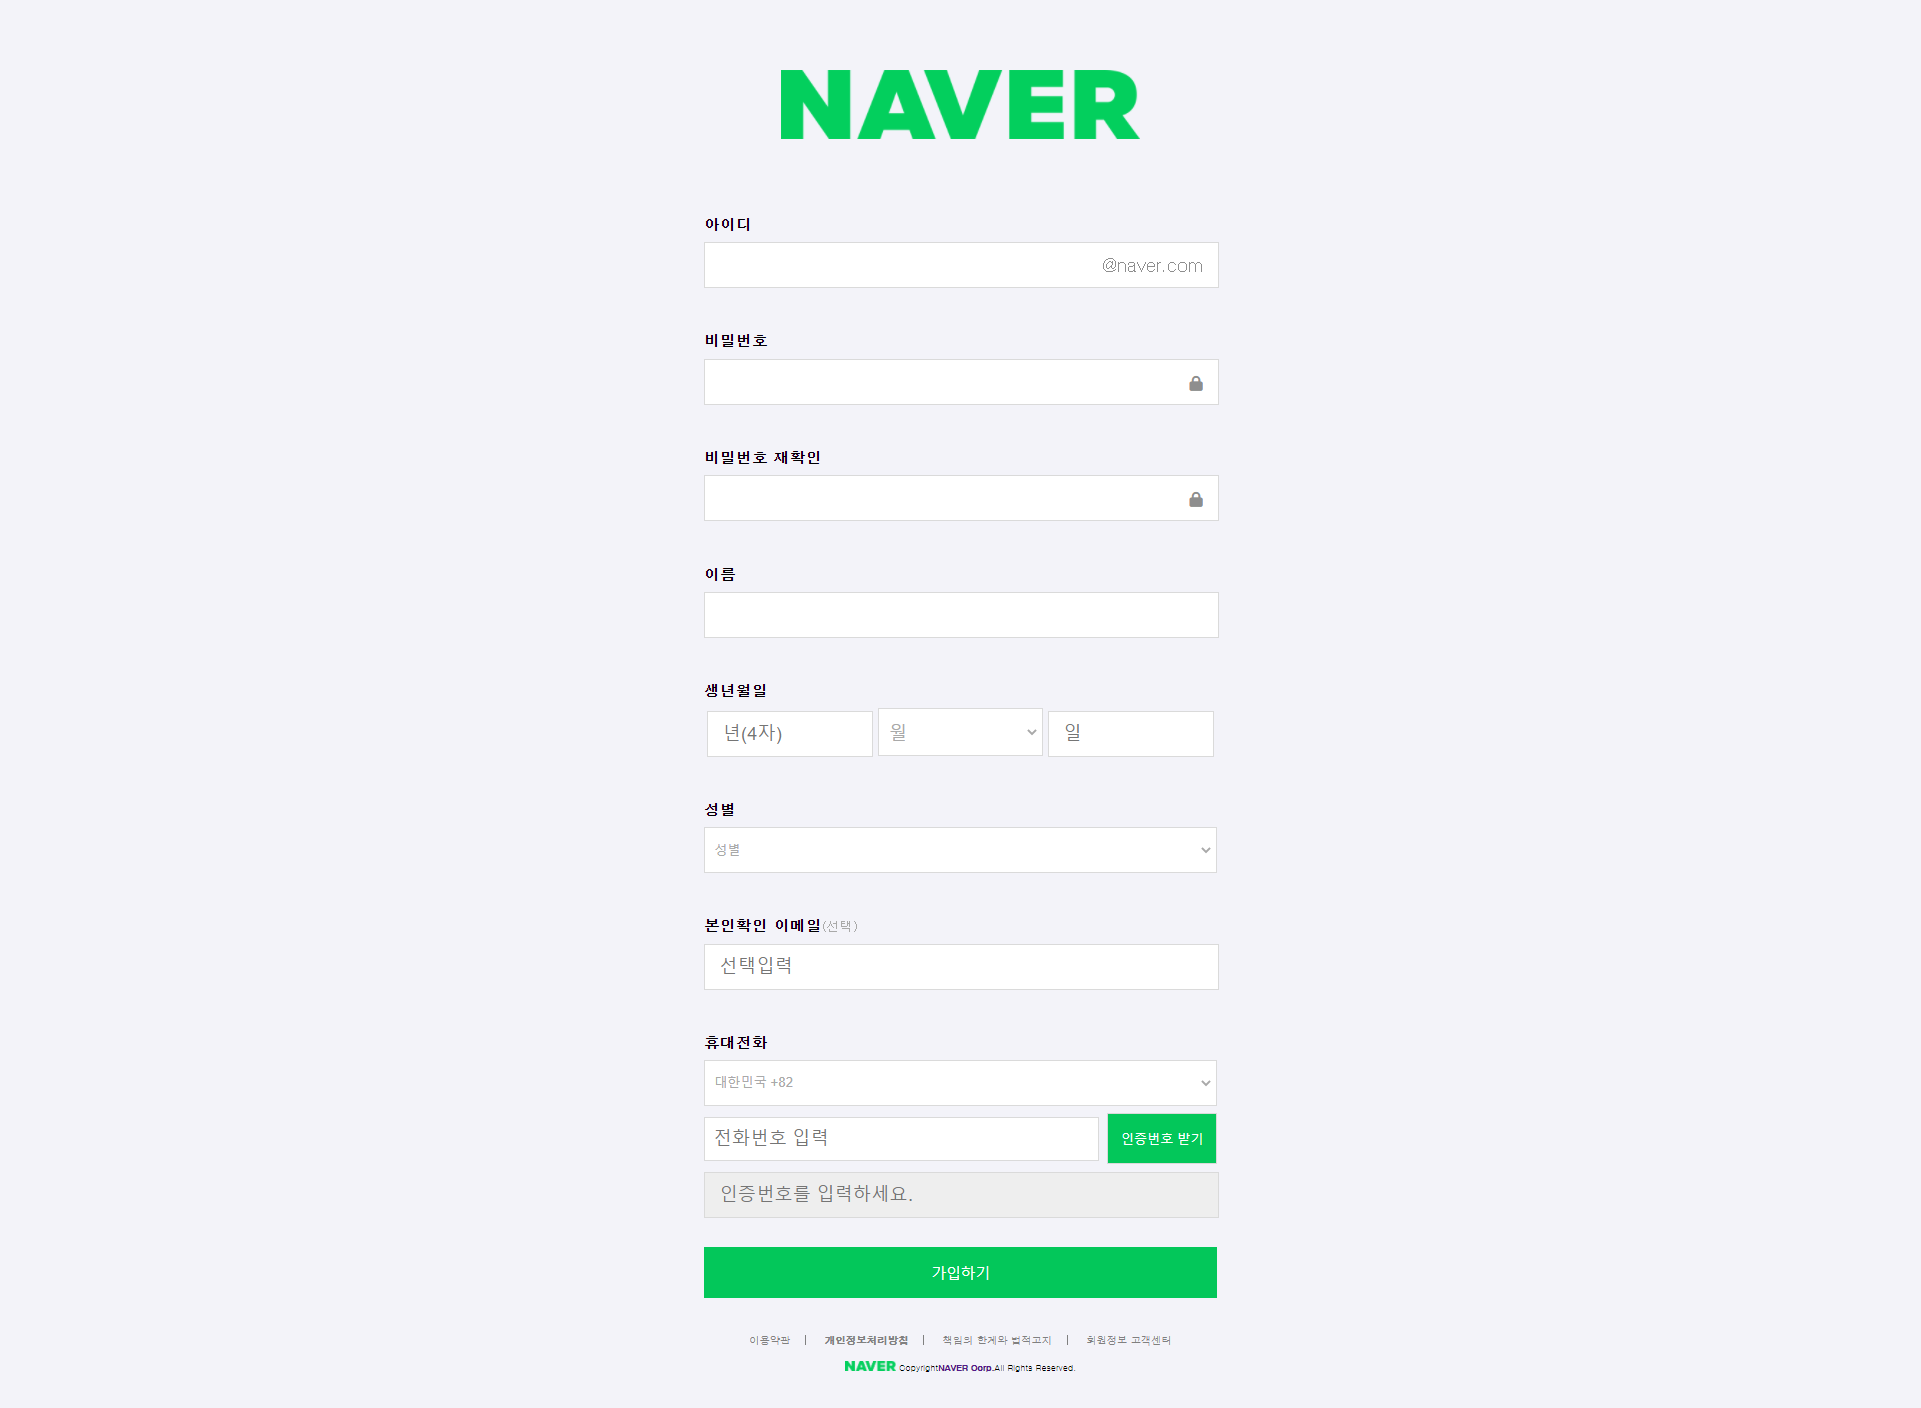 NAVER
아이디
@naver.com
비밀번호
비밀번호 재확인
이름
생년월일
년(4자) 월 일
성별
성별
본인확인 이메일(선택)
선택입력
휴대전화
대한민국 +82
전화번호 입력 인증번호 받기
인증번호를 입력하세요.
가입하기
이용약관 | 개인정보처리방침 | 책임의 한게와 법적고지 | 회원정보 고객센터
NAVER CopyrightNAVER Corp.All Rights Reserved.